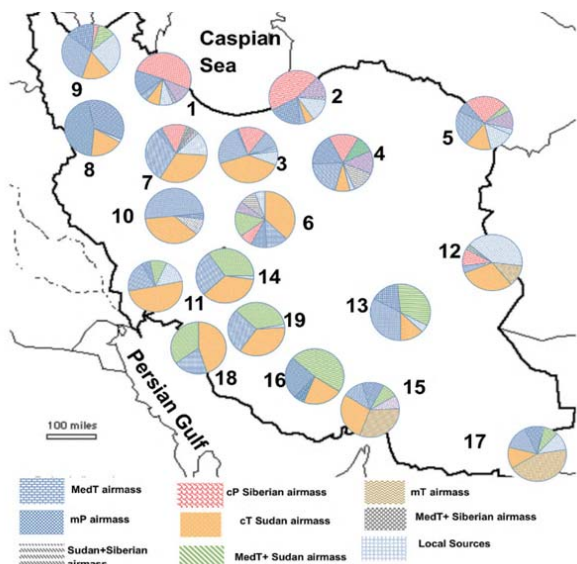 Caspian
Sea
9
1
2
5
8
7
3
4
10
6
12
11
14
13
19
18
16
15
17
Persian Gulf
100 miles
MedT airmass
cP Siberian airmass
mT airmass
mP airmass
cT Sudan airmass
MedT+ Siberian airmass
Sudan+Siberian
airmass
MedT+ Sudan airmass
Local Sources